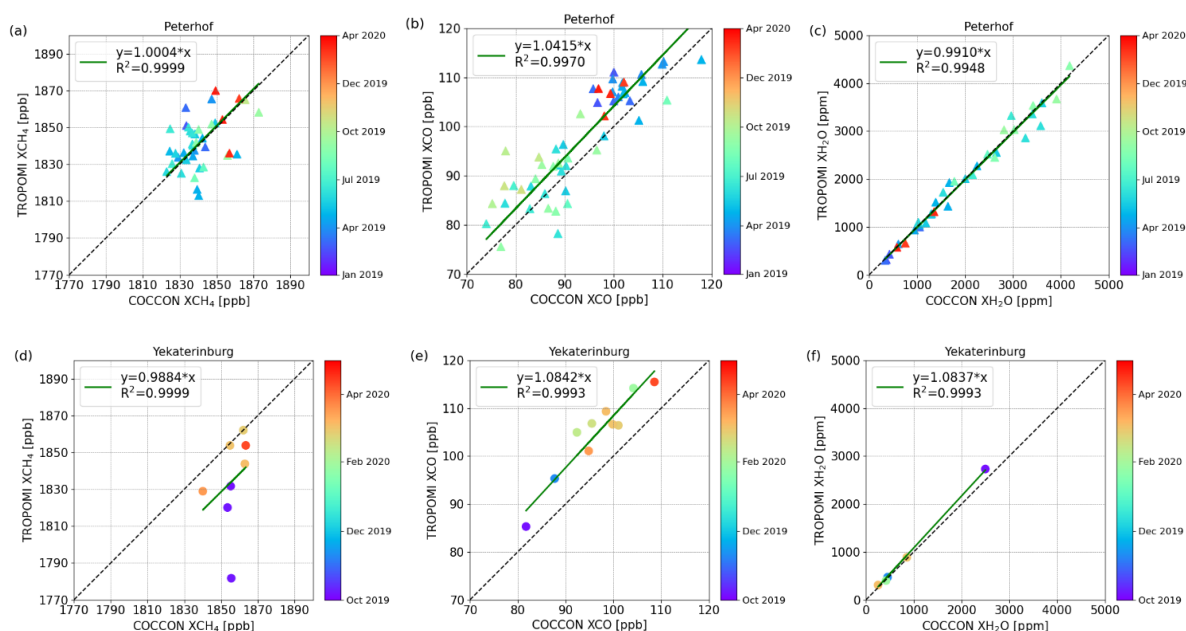 (a)
Peterhof
y=1.0004*x
R²=0.9999
TROPOMI XCH₄ [ppb]
1890
1870
1850
1830
1810
1790
1770
1770 1790 1810 1830 1850 1870 1890
COCCON XCH₄ [ppb]
Apr 2020
Dec 2019
Oct 2019
Jul 2019
Apr 2019
Jan 2019
(b)
Peterhof
y=1.0415*x
R²=0.9970
TROPOMI XCO [ppb]
120
110
100
90
80
70
70 80 90 100 110 120
COCCON XCO [ppb]
Apr 2020
Dec 2019
Oct 2019
Jul 2019
Apr 2019
Jan 2019
(c)
Peterhof
y=0.9910*x
R²=0.9948
TROPOMI XH₂O [ppm]
5000
4000
3000
2000
1000
0
0 1000 2000 3000 4000 5000
COCCON XH₂O [ppm]
Apr 2020
Dec 2019
Oct 2019
Jul 2019
Apr 2019
Jan 2019
(d)
Yekaterinburg
y=0.9884*x
R²=0.9999
TROPOMI XCH₄ [ppb]
1890
1870
1850
1830
1810
1790
1770
1770 1790 1810 1830 1850 1870 1890
COCCON XCH₄ [ppb]
Apr 2020
Feb 2020
Dec 2019
Oct 2019
(e)
Yekaterinburg
y=1.0842*x
R²=0.9993
TROPOMI XCO [ppb]
120
110
100
90
80
70
70 80 90 100 110 120
COCCON XCO [ppb]
Apr 2020
Feb 2020
Dec 2019
Oct 2019
(f)
Yekaterinburg
y=1.0837*x
R²=0.9993
TROPOMI XH₂O [ppm]
5000
4000
3000
2000
1000
0
0 1000 2000 3000 4000 5000
COCCON XH₂O [ppm]
Apr 2020
Feb 2020
Dec 2019
Oct 2019